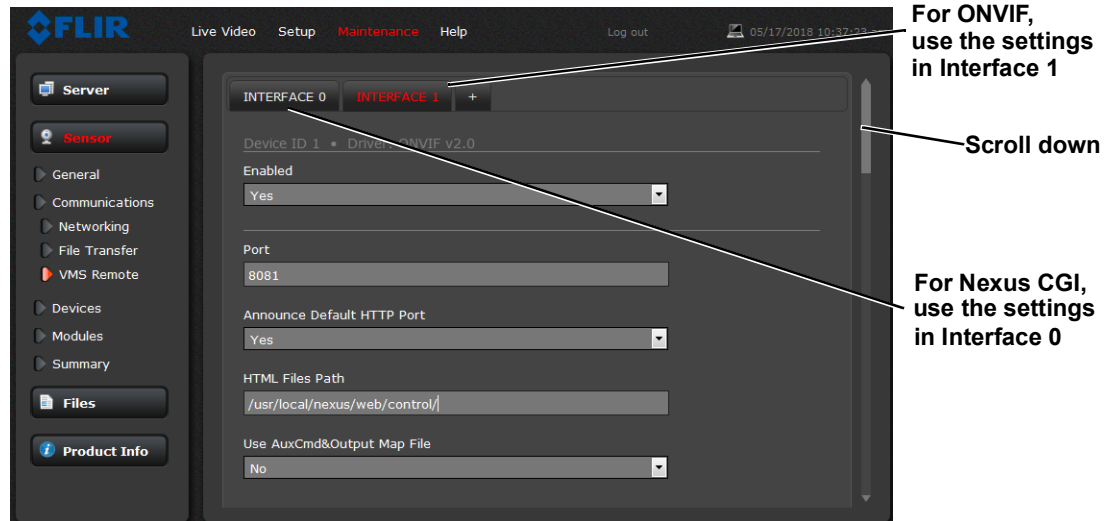 FLIR
Live Video Setup Maintenance Help Log out 05/17/2018 10:37:23
For ONVIF,
use the settings
in Interface 1
Server
Sensor
General
Communications
Networking
File Transfer
VMS Remote
Devices
Modules
Summary
Files
Product Info
INTERFACE 0 INTERFACE 1 +
Device ID 1 • Driver: ONVIF v2.0
Enabled
Yes
Port
8081
Announce Default HTTP Port
Yes
HTML Files Path
/usr/local/nexus/web/control/
Use AuxCmd&Output Map File
No
Scroll down
For Nexus CGI,
use the settings
in Interface 0